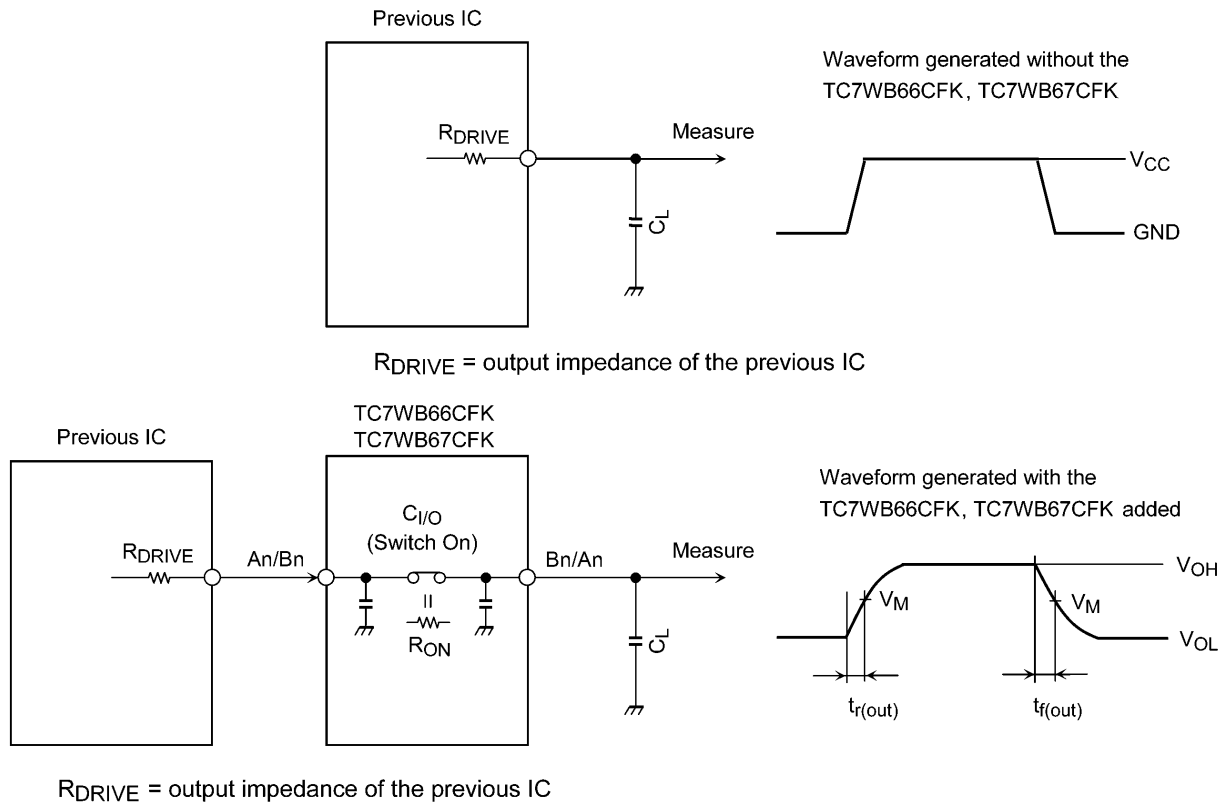 Previous IC
Waveform generated without the
TC7WB66CFK, TC7WB67CFK
RDRIVE
Measure
VCC
CL
GND
RDRIVE = output impedance of the previous IC
TC7WB66CFK
TC7WB67CFK
Previous IC
Waveform generated with the
TC7WB66CFK, TC7WB67CFK added
CI/O
(Switch On)
RDRIVE
An/Bn
Bn/An
Measure
VOH
VM
VM
RON
CL
VOL
tr(out)
tf(out)
RDRIVE = output impedance of the previous IC